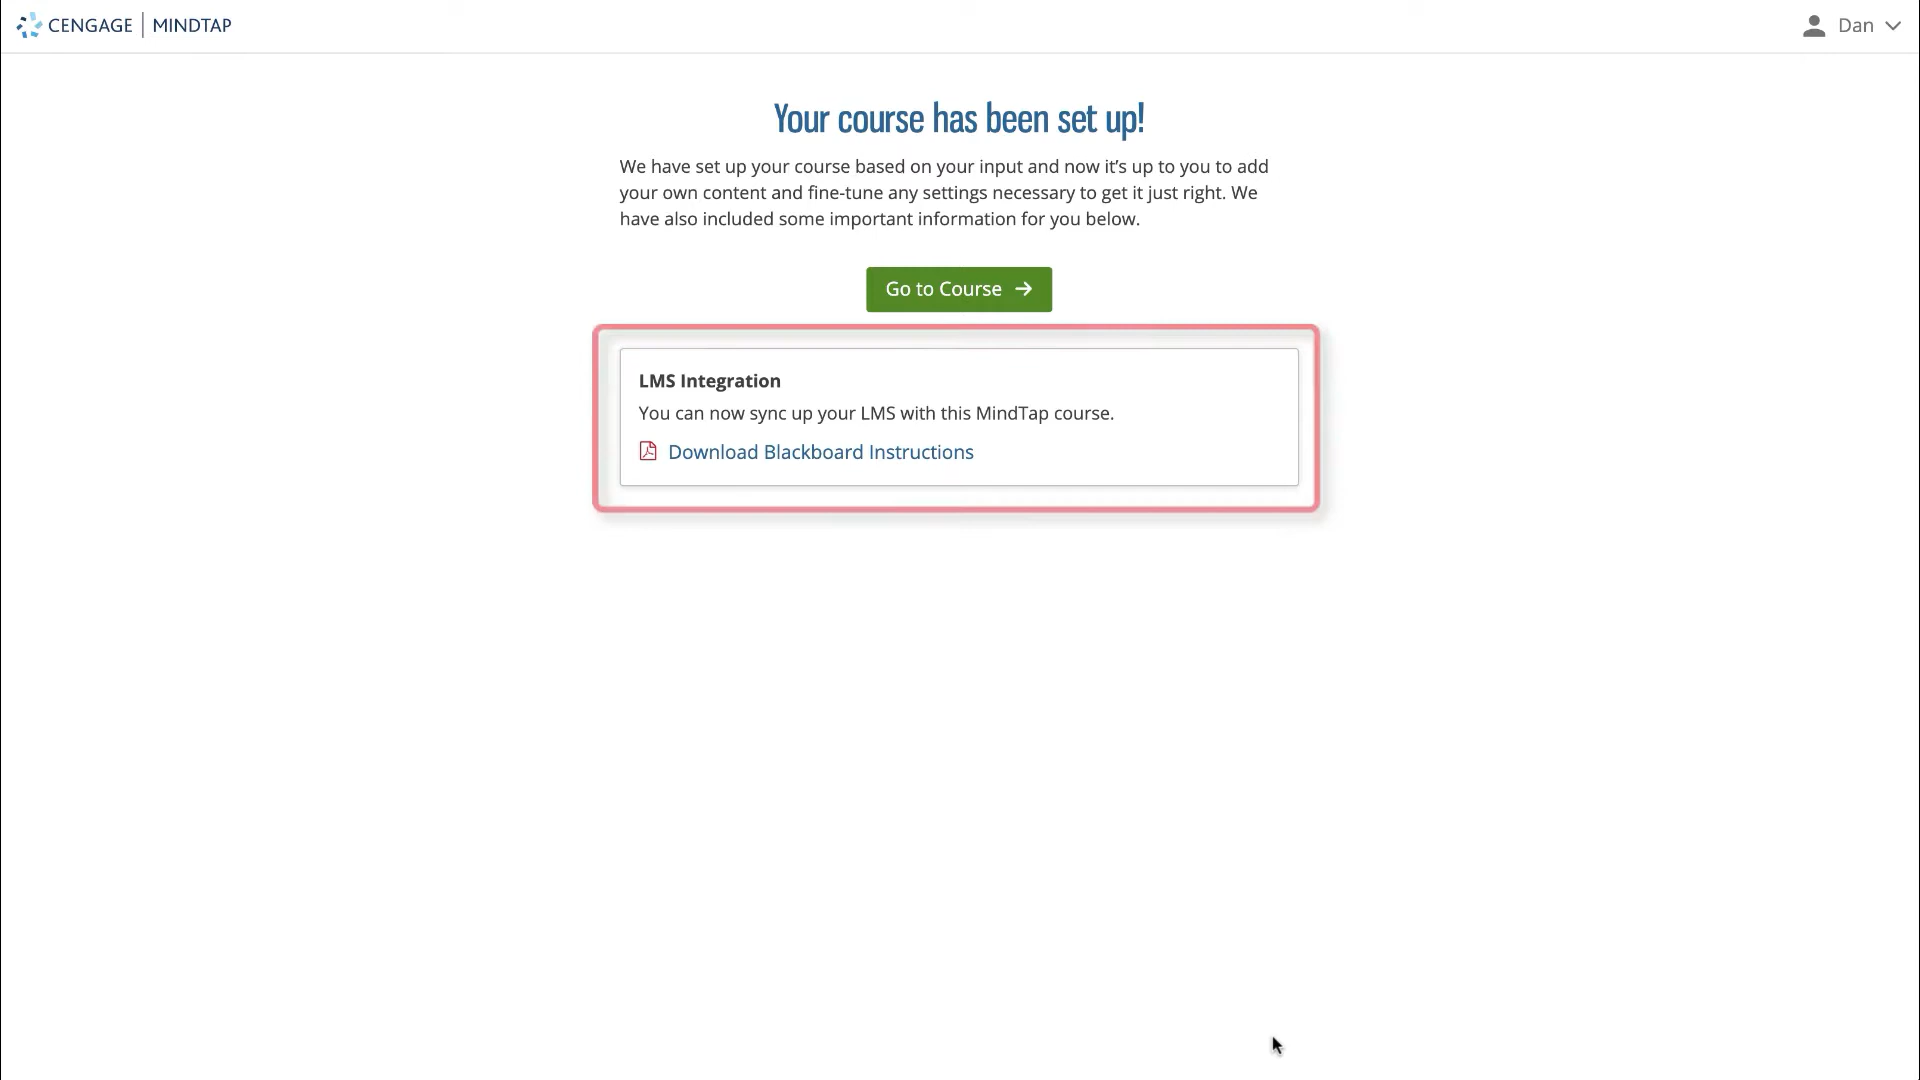 CENGAGE | MINDTAP
Dan
Your course has been set up!
We have set up your course based on your input and now it’s up to you to add
your own content and fine-tune any settings necessary to get it just right. We
have also included some important information for you below.
Go to Course
LMS Integration
You can now sync up your LMS with this MindTap course.
Download Blackboard Instructions